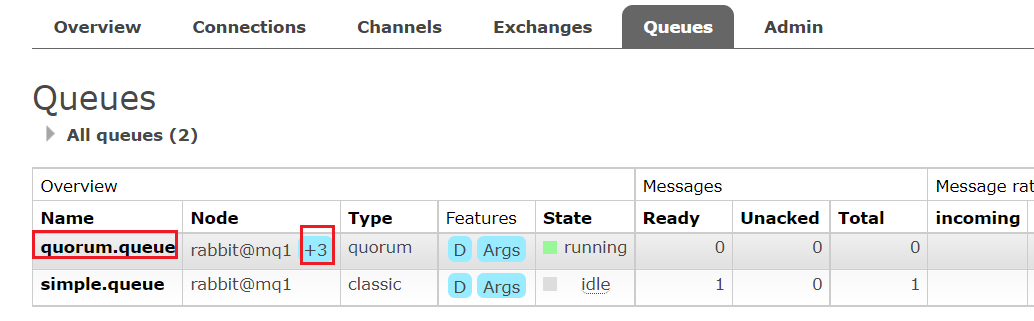 Overview Connections Channels Exchanges Queues Admin
Queues
All queues (2)
Overview Messages Message rat
Name Node Type Features State Ready Unacked Total incoming
quorum.queue rabbit@mq1 +3 quorum D Args running 0 0 0
simple.queue rabbit@mq1 classic D Args idle 1 0 1